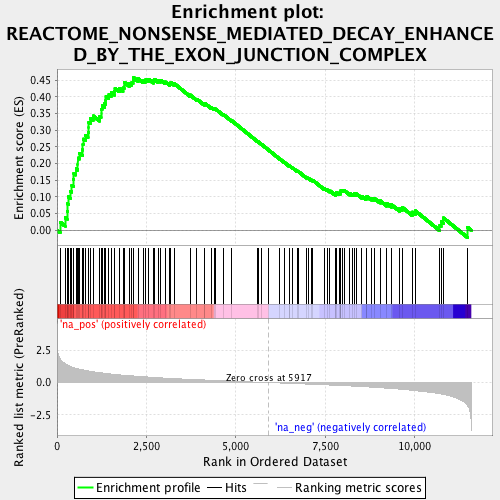 Enrichment plot:
REACTOME_NONSENSE_MEDIATED_DECAY_ENHANCE
D_BY_THE_EXON_JUNCTION_COMPLEX
Enrichment score (ES)
0.45
0.40
0.35
0.30
0.25
0.20
0.15
0.10
0.05
0.00
'na_pos' (positively correlated)
Ranked list metric (PreRanked)
2.5
0.0
-2.5
Zero cross at 5917
'na_neg' (negatively correlated)
0
2,500
5,000
7,500
10,000
Rank in Ordered Dataset
Enrichment profile
Hits
Ranking metric scores